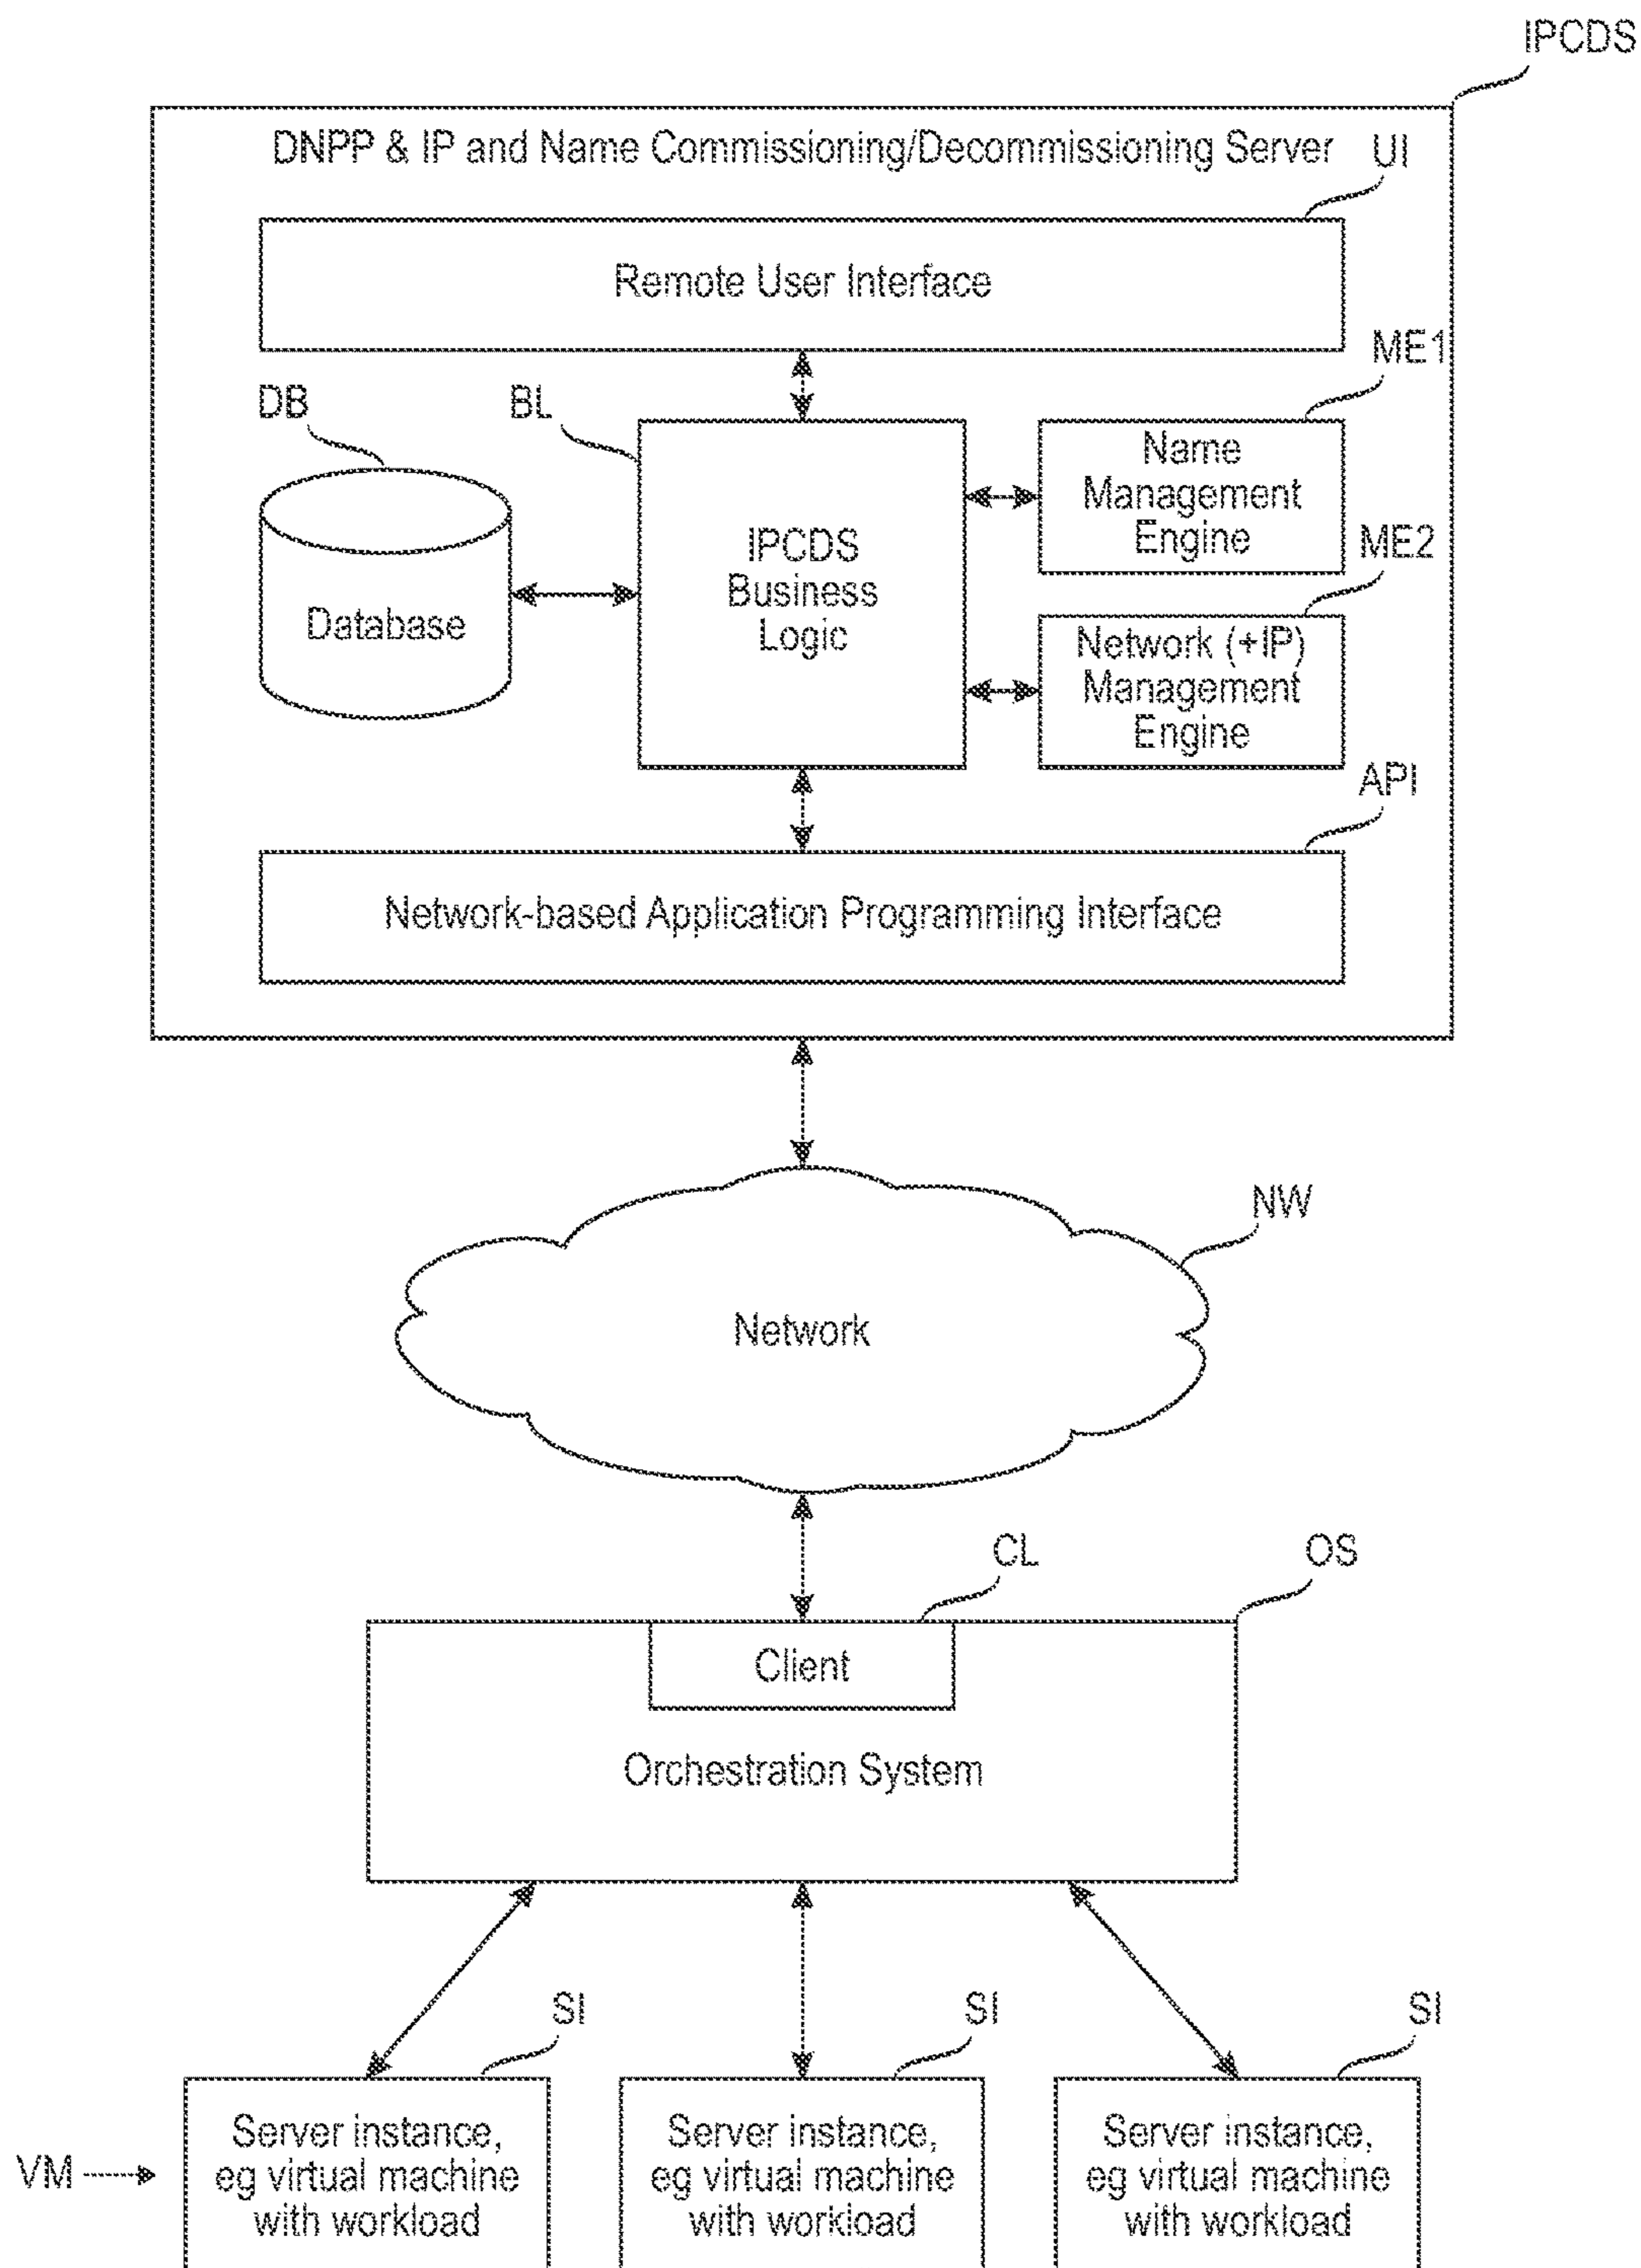 IPCDS
DNPP & IP and Name Commissioning/Decommissioning Server
UI
Remote User Interface
ME1
DB
BL
Name
Management
Engine
ME2
IPCDS
Business
Logic
Database
Network (+IP)
Management
Engine
API
Network-based Application Programming Interface
NW
Network
CL
OS
Client
Orchestration System
SI
SI
SI
VM
Server instance,
eg virtual machine
with workload
Server instance,
eg virtual machine
with workload
Server instance,
eg virtual machine
with workload